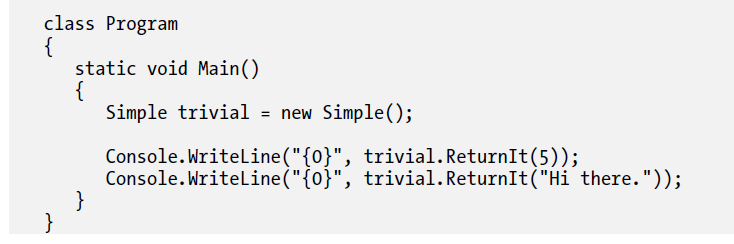 class Program
{
static void Main()
{
Simple trivial = new Simple();
Console.WriteLine("{0}", trivial.ReturnIt(5));
Console.WriteLine("{0}", trivial.ReturnIt("Hi there."));
}
}